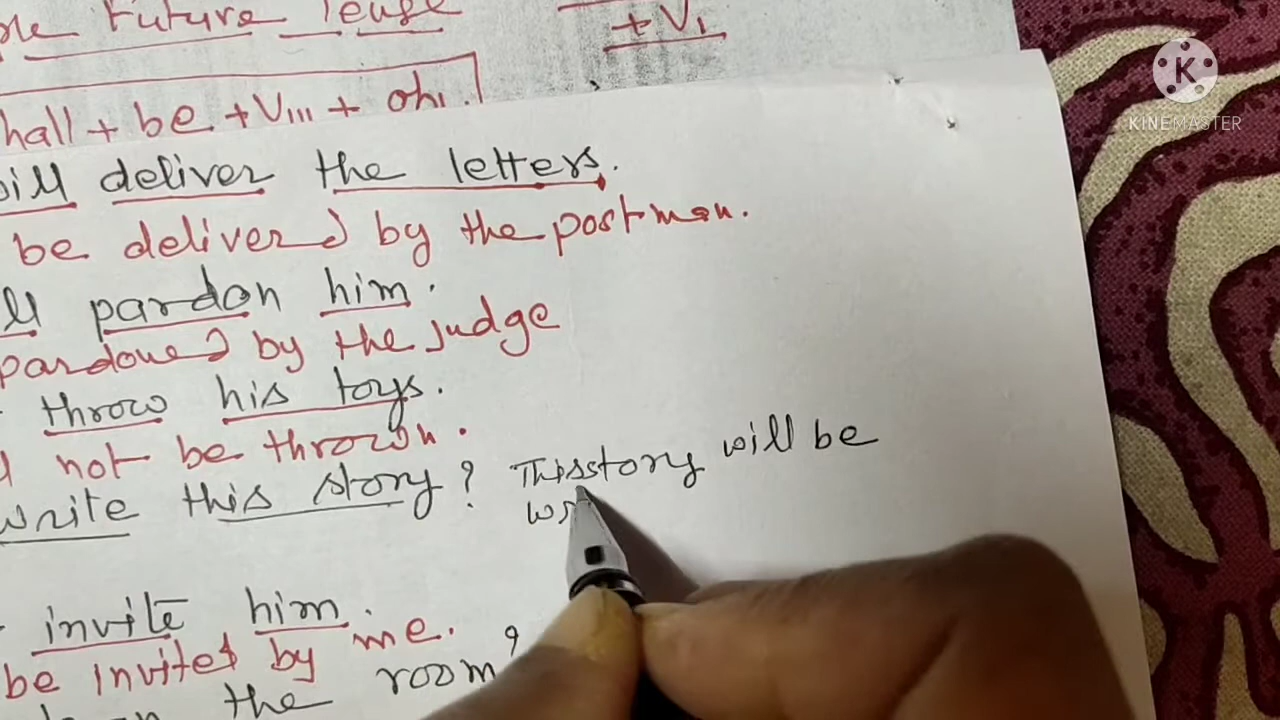 Future Tense
+ V1
hall + be + VIII + obj.
will deliver the letters.
be delivered by the postman.
pardon him.
pardoned by the judge
throw his toys.
not be thrown.
write this story? This story will be
wr
invite him.
be invited by me.
the room?
KINEMASTER